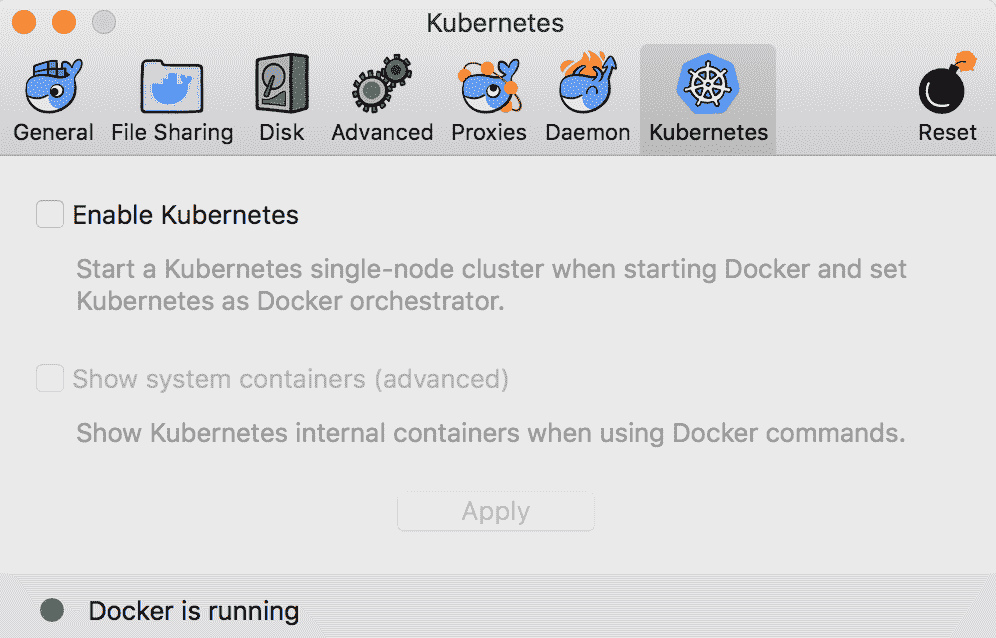 Kubernetes
General File Sharing Disk Advanced Proxies Daemon Kubernetes Reset
Enable Kubernetes
Start a Kubernetes single-node cluster when starting Docker and set
Kubernetes as Docker orchestrator.
Show system containers (advanced)
Show Kubernetes internal containers when using Docker commands.
Apply
Docker is running